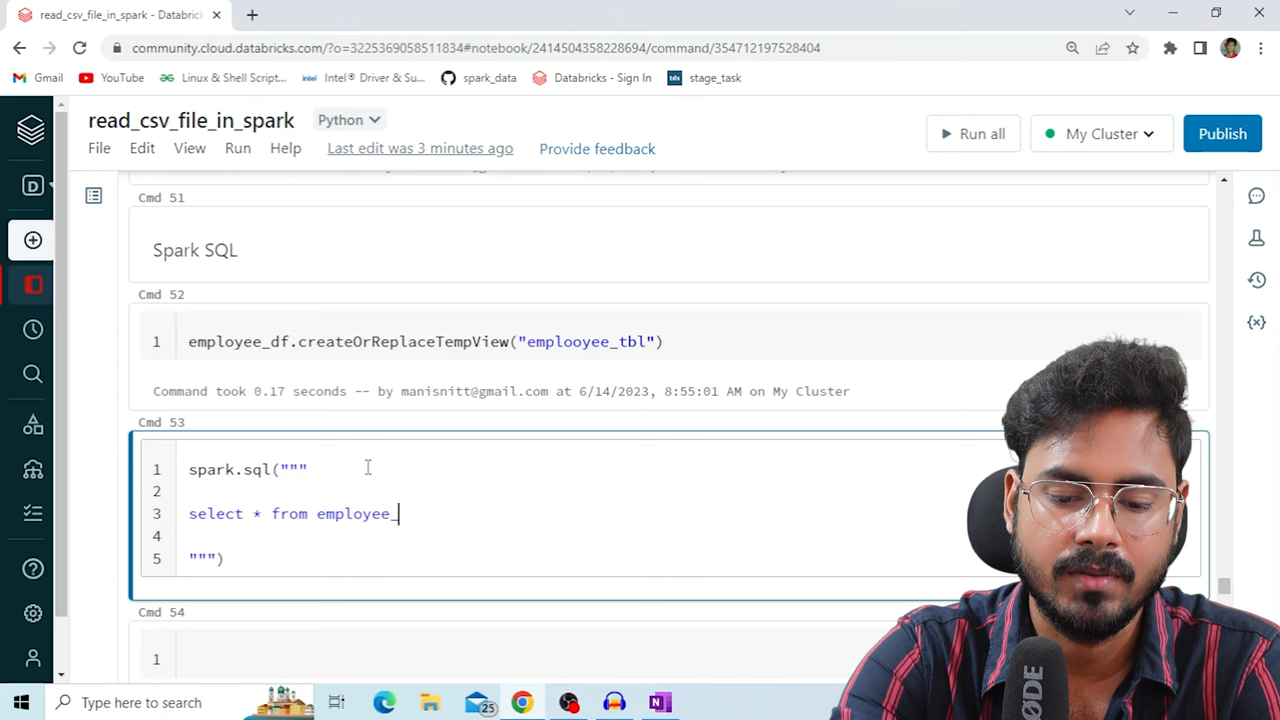 read_csv_file_in_spark - Databric
community.cloud.databricks.com/?o=3225369058511834#notebook/2414504358228694/command/354712197528404
Gmail YouTube Linux & Shell Script... Intel® Driver & Su... spark_data Databricks - Sign In tds stage_task
read_csv_file_in_spark Python
Run all My Cluster Publish
File Edit View Run Help Last edit was 3 minutes ago Provide feedback
D
Cmd 51
Spark SQL
Cmd 52
1 employee_df.createOrReplaceTempView("emplooyee_tbl")
Command took 0.17 seconds -- by manisnitt@gmail.com at 6/14/2023, 8:55:01 AM on My Cluster
Cmd 53
1 spark.sql("""
2
3 select * from employee_
4
5 """)
Cmd 54
1
Type here to search
25